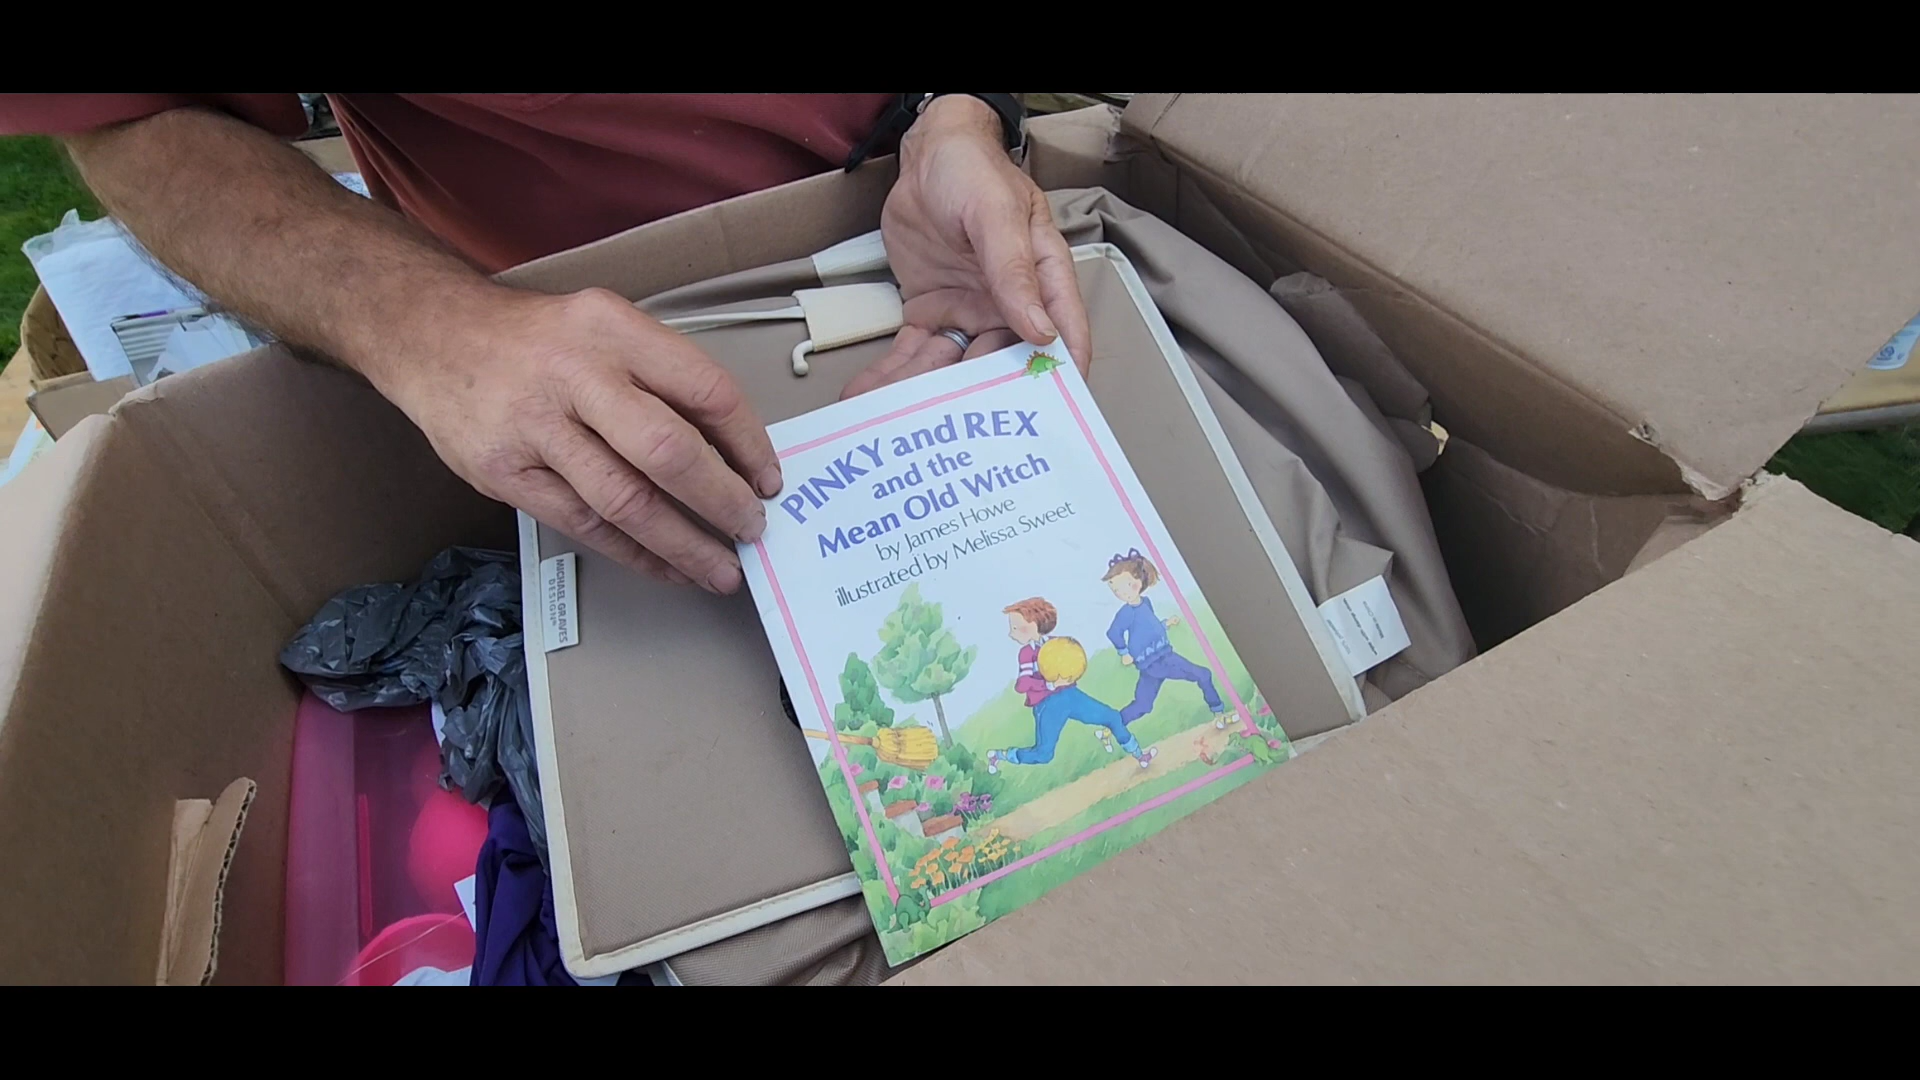 PINKY and REX
and the
Mean Old Witch
by James Howe
illustrated by Melissa Sweet
MICHAEL GRAVES
DESIGN